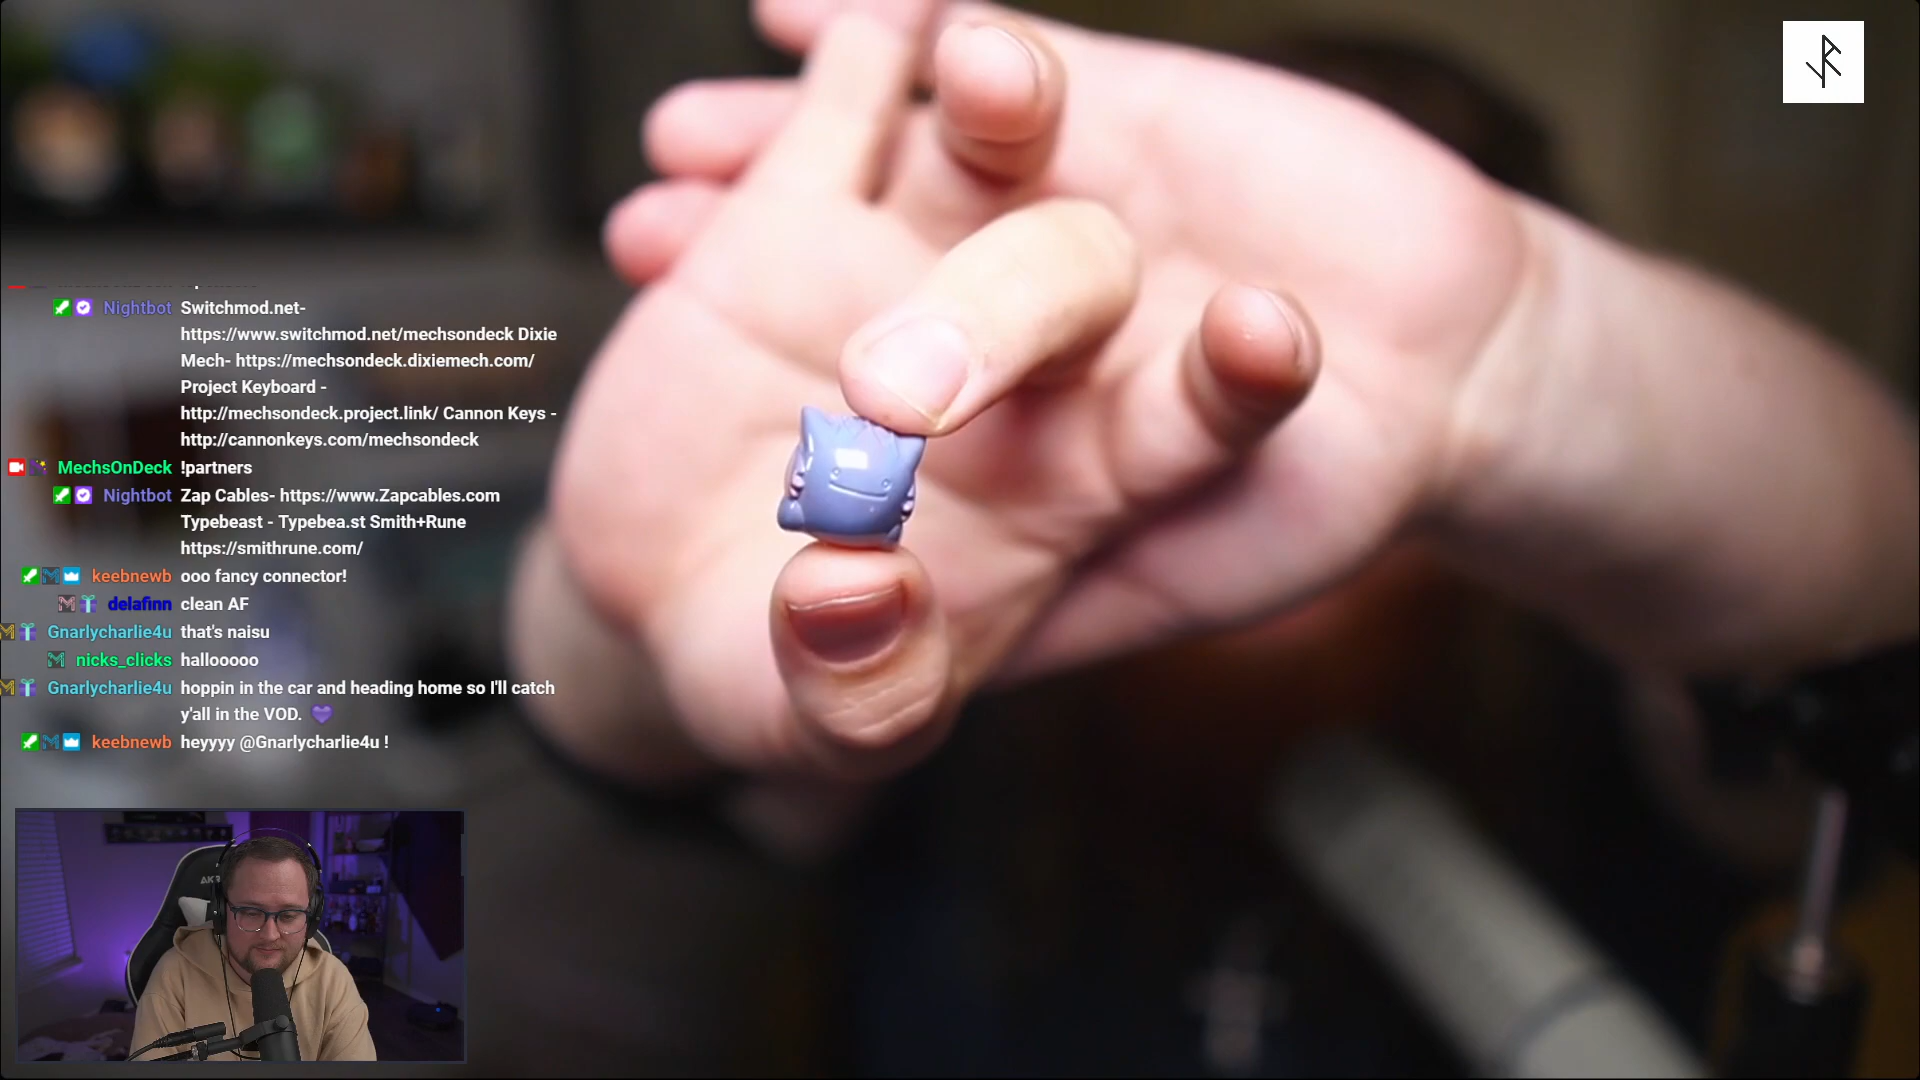 Nightbot Switchmod.net-
https://www.switchmod.net/mechsondeck Dixie
Mech- https://mechsondeck.dixiemech.com/
Project Keyboard -
http://mechsondeck.project.link/ Cannon Keys -
http://cannonkeys.com/mechsondeck
MechsOnDeck !partners
Nightbot Zap Cables- https://www.Zapcables.com
Typebeast - Typebea.st Smith+Rune
https://smithrune.com/
keebnewb ooo fancy connector!
delafinn clean AF
Gnarlycharlie4u that's naisu
nicks_clicks hallooooo
Gnarlycharlie4u hoppin in the car and heading home so I'll catch
y'all in the VOD. 💜
keebnewb heyyyy @Gnarlycharlie4u !